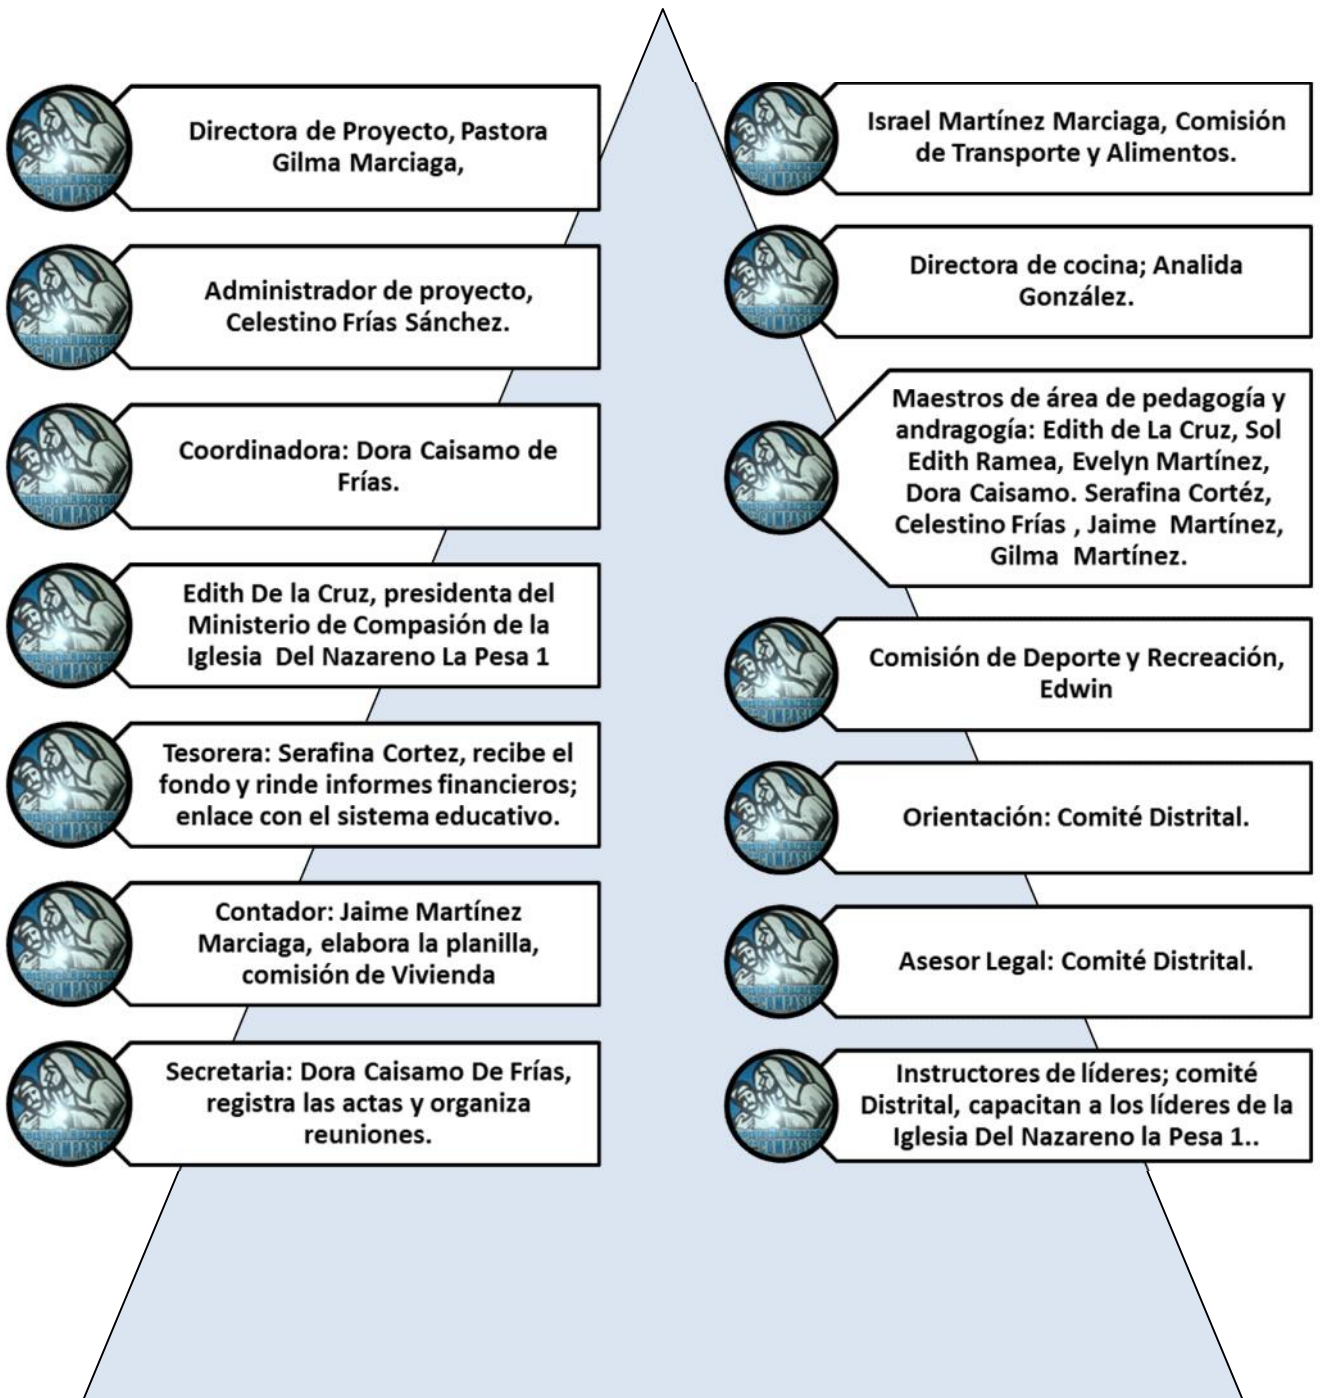 Directora de Proyecto, Pastora
Gilma Marciaga,
Administrador de proyecto,
Celestino Frías Sánchez.
Coordinadora: Dora Caisamo de
Frías.
Edith De la Cruz, presidenta del
Ministerio de Compasión de la
Iglesia  Del Nazareno La Pesa 1
Tesorera: Serafina Cortez, recibe el
fondo y rinde informes financieros;
enlace con el sistema educativo.
Contador: Jaime Martínez
Marciaga, elabora la planilla,
comisión de Vivienda
Secretaria: Dora Caisamo De Frías,
registra las actas y organiza
reuniones.
Israel Martínez Marciaga, Comisión
de Transporte y Alimentos.
Directora de cocina; Analida
González.
Maestros de área de pedagogía y
andragogía: Edith de La Cruz, Sol
Edith Ramea, Evelyn Martínez,
Dora Caisamo. Serafina Cortéz,
Celestino Frías , Jaime  Martínez,
Gilma  Martínez.
Comisión de Deporte y Recreación,
Edwin
Orientación: Comité Distrital.
Asesor Legal: Comité Distrital.
Instructores de líderes; comité
Distrital, capacitan a los líderes de la
Iglesia Del Nazareno la Pesa 1..